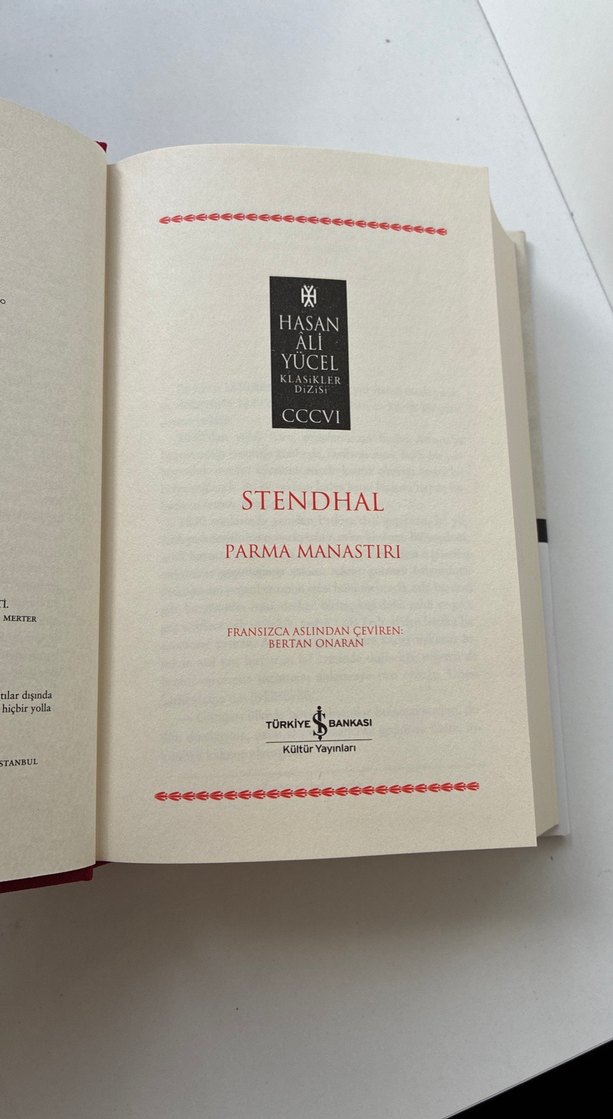 Tİ.
MERTER
tılar dışında
hiçbir yolla
STANBUL
HASAN
ÂLİ
YÜCEL
KLASİKLER
DİZİSİ
CCCVI
STENDHAL
PARMA MANASTIRI
FRANSIZCA ASLINDAN ÇEVİREN:
BERTAN ONARAN
TÜRKİYE İŞ BANKASI
Kültür Yayınları